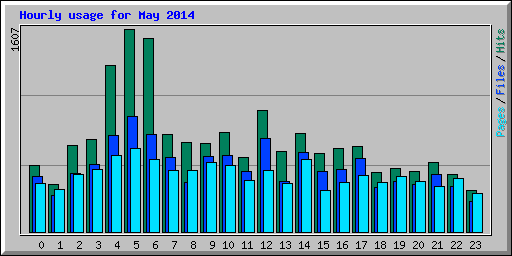 Hourly usage for May 2014
1607
Pages/Files/Hits
0 1 2 3 4 5 6 7 8 9 10 11 12 13 14 15 16 17 18 19 20 21 22 23